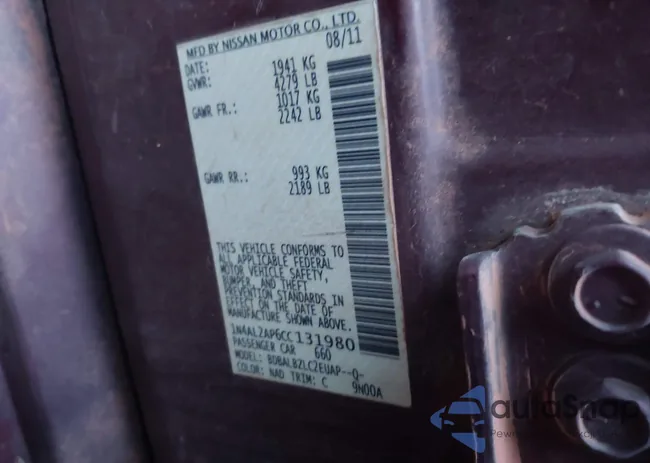 MFD BY NISSAN MOTOR CO., LTD.
DATE: 08/11
GVWR: 1941 KG
4279 LB
GAWR FR.: 1017 KG
2242 LB
GAWR RR.: 993 KG
2189 LB
THIS VEHICLE CONFORMS TO
ALL APPLICABLE FEDERAL
MOTOR VEHICLE SAFETY,
BUMPER, AND THEFT
PREVENTION STANDARDS IN
EFFECT ON THE DATE OF
MANUFACTURE SHOWN ABOVE.
1N4AL2AP6CC131980
PASSENGER CAR 660
MODEL: BDBALBZLC2EUAP--Q-
COLOR: NAD TRIM: C 9N00A
autoSnap